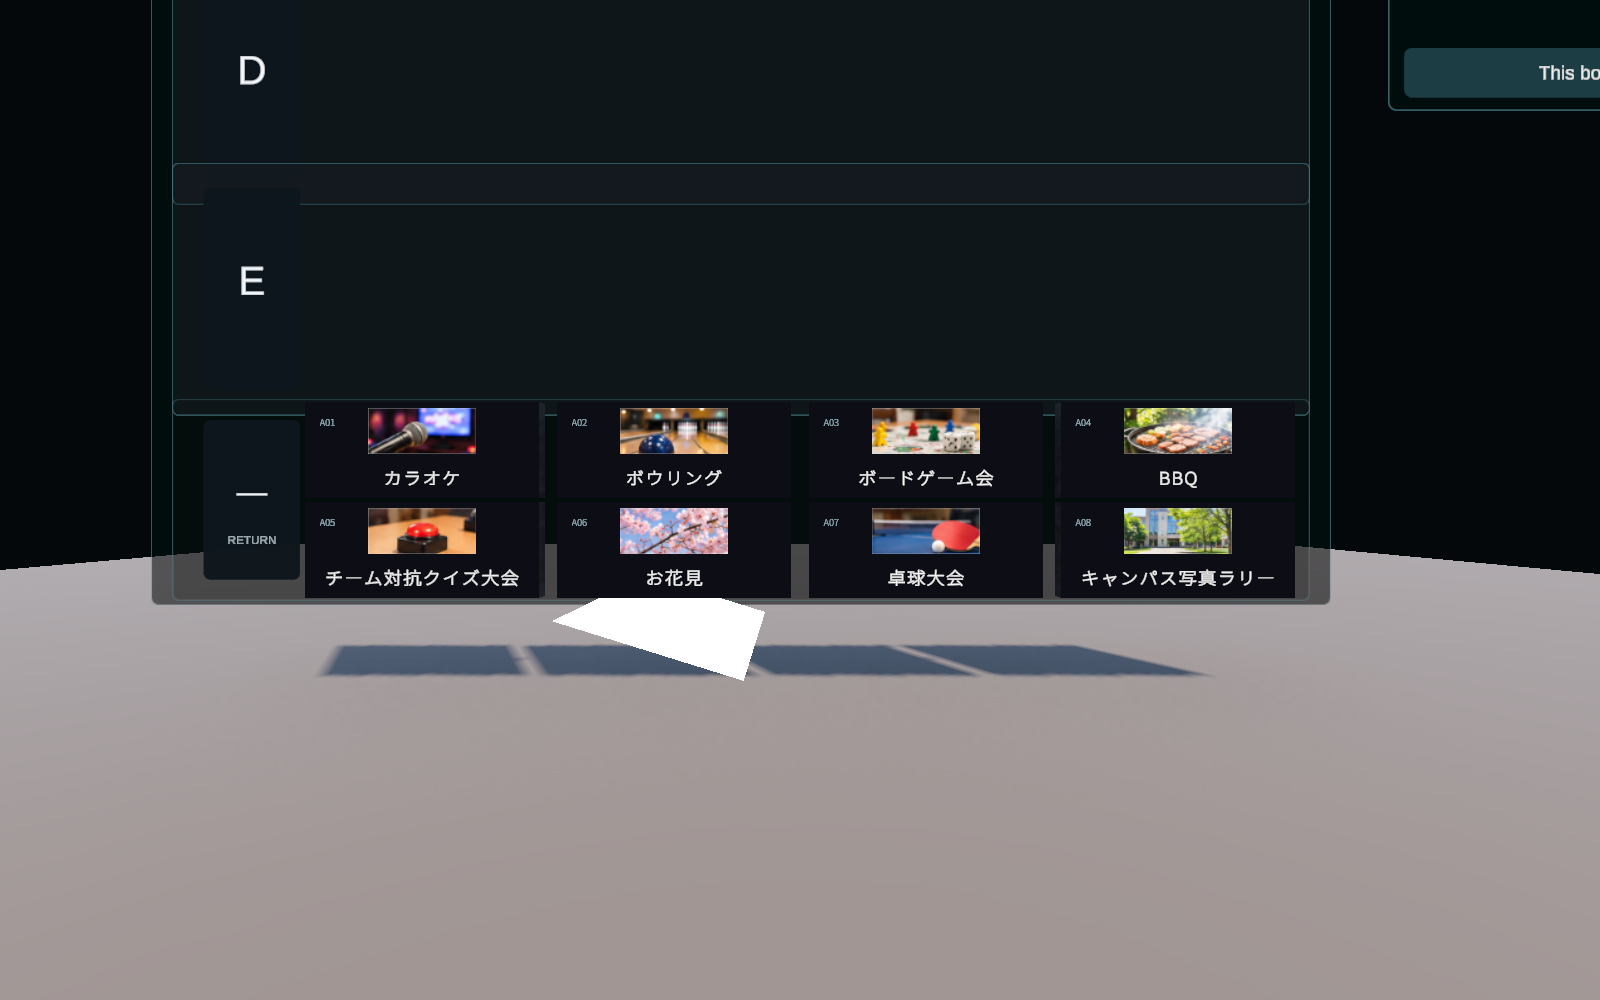 D
This bo
E
A01
カラオケ
A02
ボウリング
A03
ボードゲーム会
A04
BBQ
—
RETURN
A05
チーム対抗クイズ大会
A06
お花見
A07
卓球大会
A08
キャンパス写真ラリー